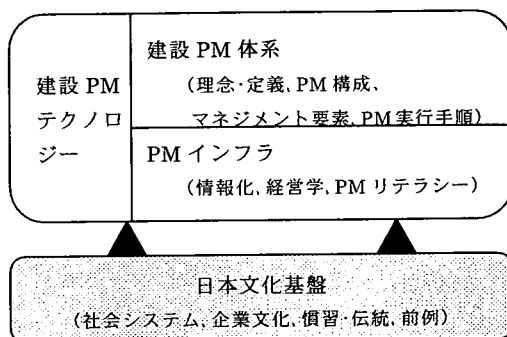 建設 PM
テクノロ
ジー
建設 PM 体系
(理念·定義, PM 構成、
マネジメント要素, PM 実行手順)
PM インフラ
(情報化, 経営学, PM リテラシー)
日本文化基盤
(社会システム, 企業文化, 慣習·伝統, 前例)